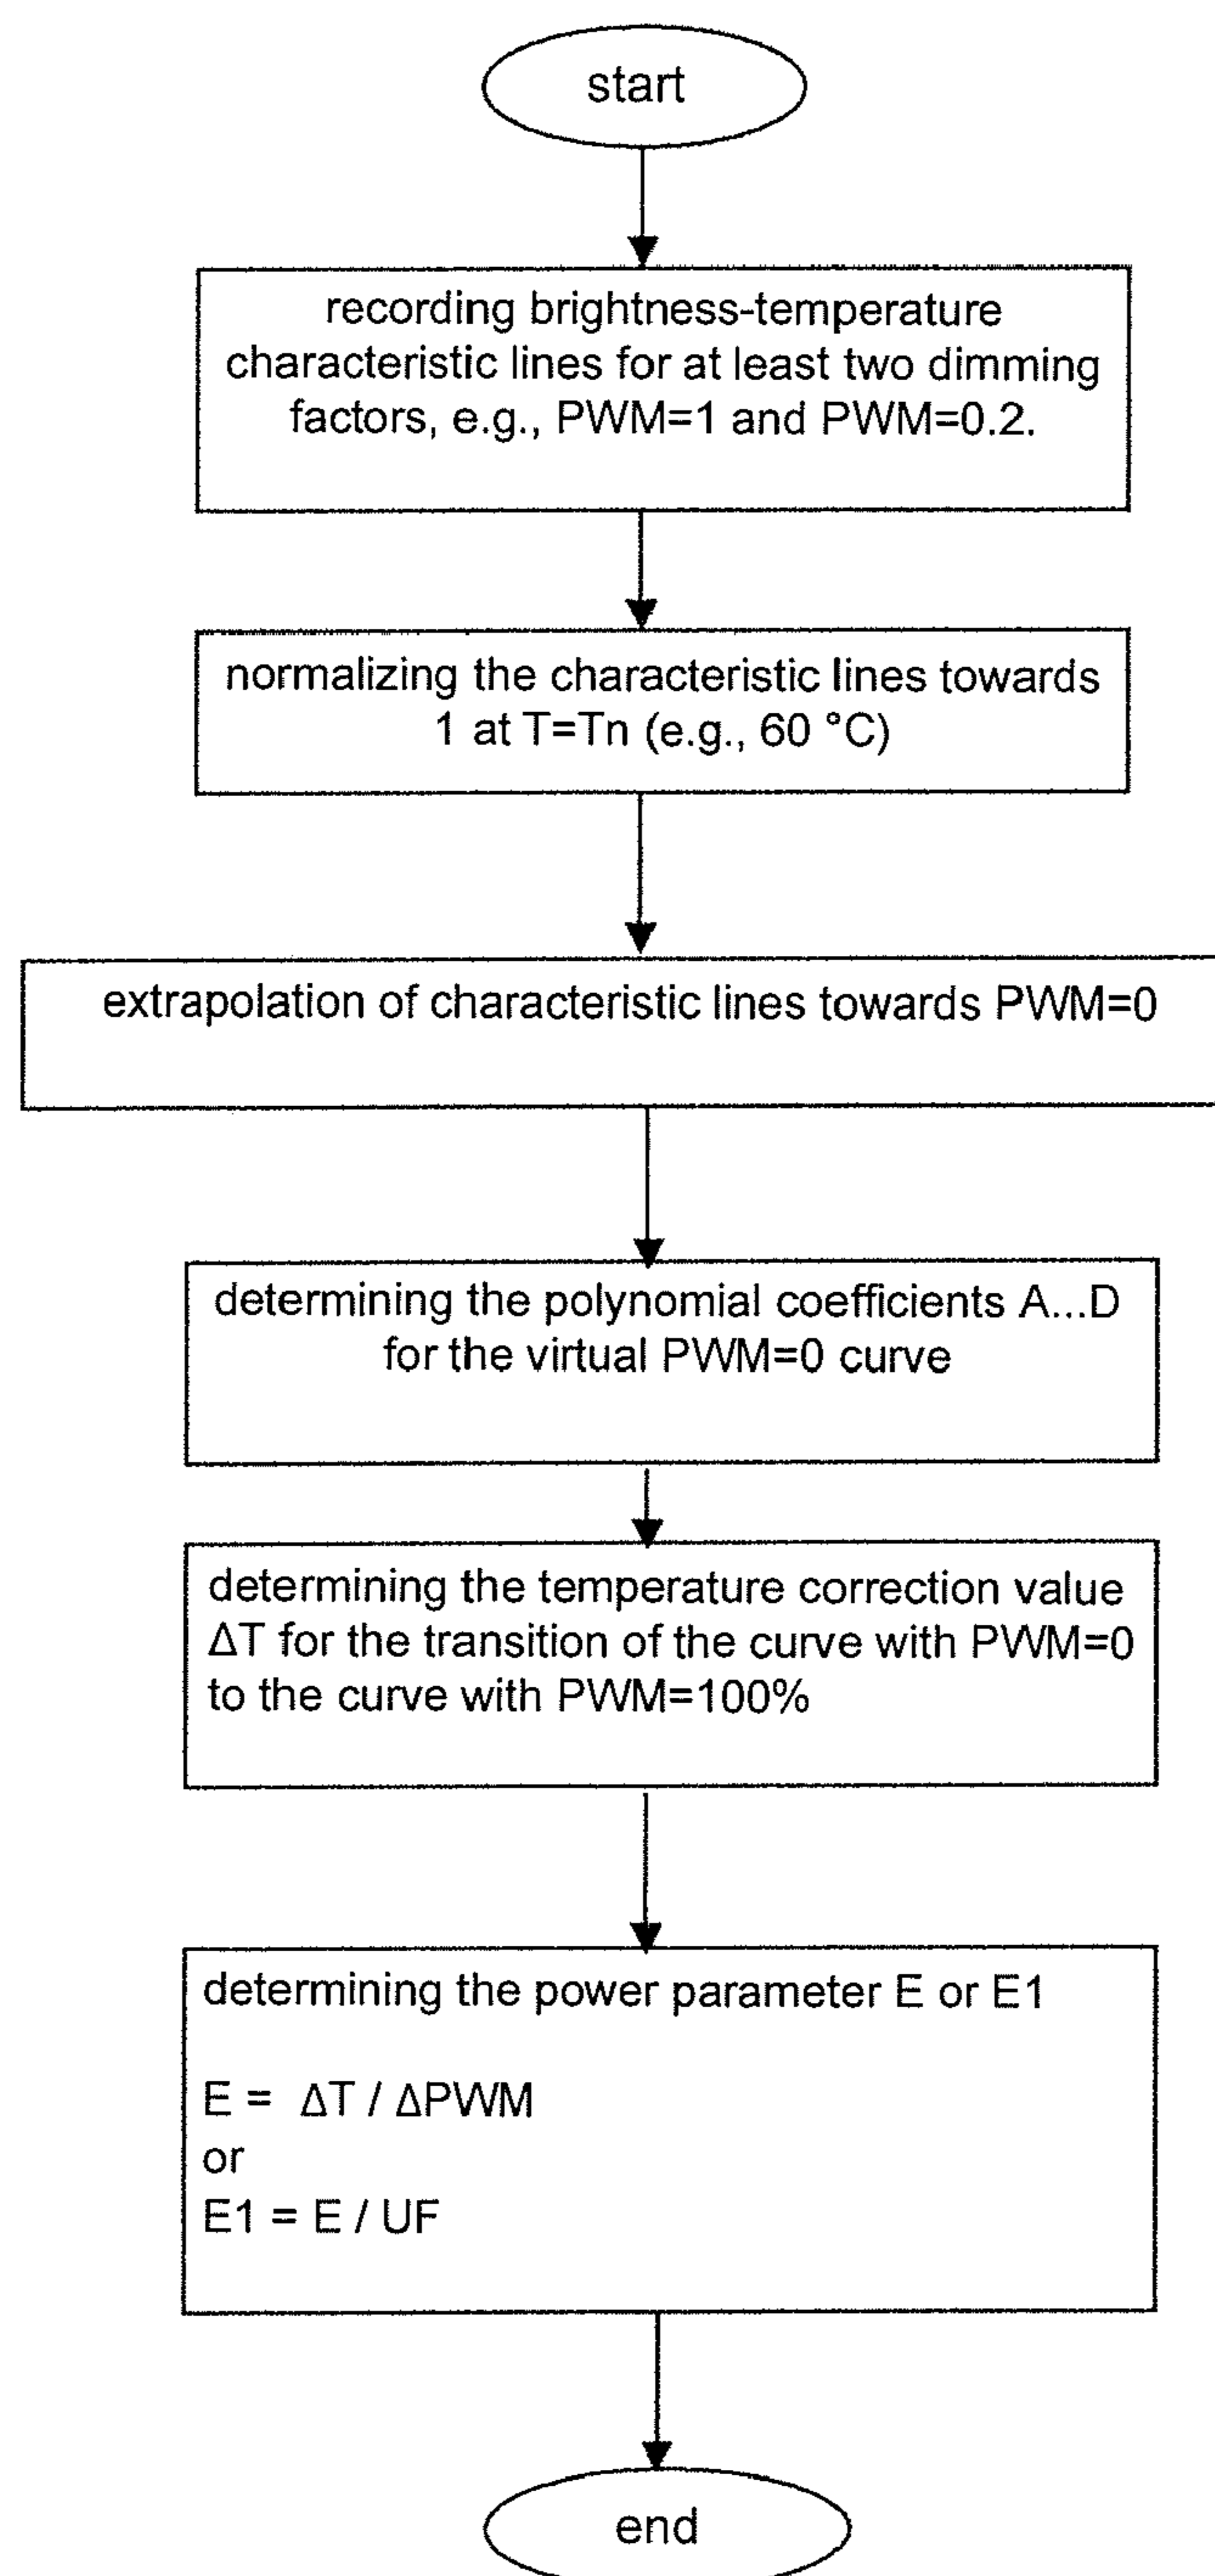 start
recording brightness-temperature
characteristic lines for at least two dimming
factors, e.g., PWM=1 and PWM=0.2.
normalizing the characteristic lines towards
1 at T=Tn (e.g., 60 °C)
extrapolation of characteristic lines towards PWM=0
determining the polynomial coefficients A...D
for the virtual PWM=0 curve
determining the temperature correction value
ΔT for the transition of the curve with PWM=0
to the curve with PWM=100%
determining the power parameter E or E1
E = ΔT / ΔPWM
or
E1 = E / UF
end